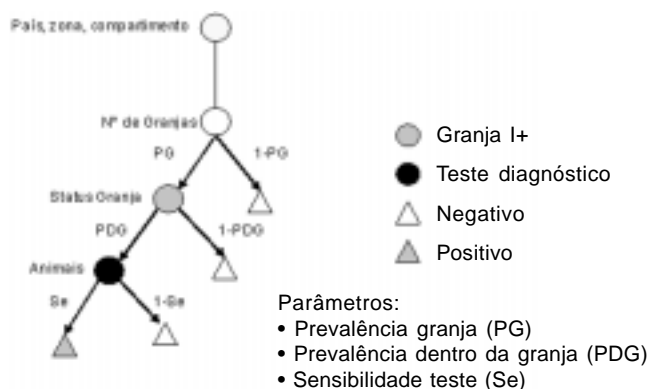 País, zona, compartimento
Nº de Granjas
PG
1-PG
Status Granja
PDG
1-PDG
Animais
Se
1-Se
Granja I+
Teste diagnóstico
Negativo
Positivo
Parâmetros:
• Prevalência granja (PG)
• Prevalência dentro da granja (PDG)
• Sensibilidade teste (Se)